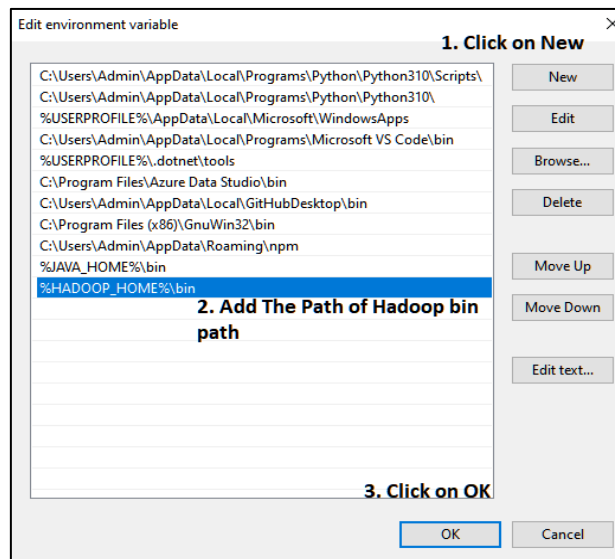 Edit environment variable
1. Click on New
C:\Users\Admin\AppData\Local\Programs\Python\Python310\Scripts\
New
C:\Users\Admin\AppData\Local\Programs\Python\Python310\
%USERPROFILE%\AppData\Local\Microsoft\WindowsApps
Edit
C:\Users\Admin\AppData\Local\Programs\Microsoft VS Code\bin
%USERPROFILE%\.dotnet\tools
Browse...
C:\Program Files\Azure Data Studio\bin
C:\Users\Admin\AppData\Local\GitHubDesktop\bin
Delete
C:\Program Files (x86)\GnuWin32\bin
C:\Users\Admin\AppData\Roaming\npm
%JAVA_HOME%\bin
Move Up
%HADOOP_HOME%\bin
2. Add The Path of Hadoop bin
path
Move Down
Edit text...
3. Click on OK
OK
Cancel